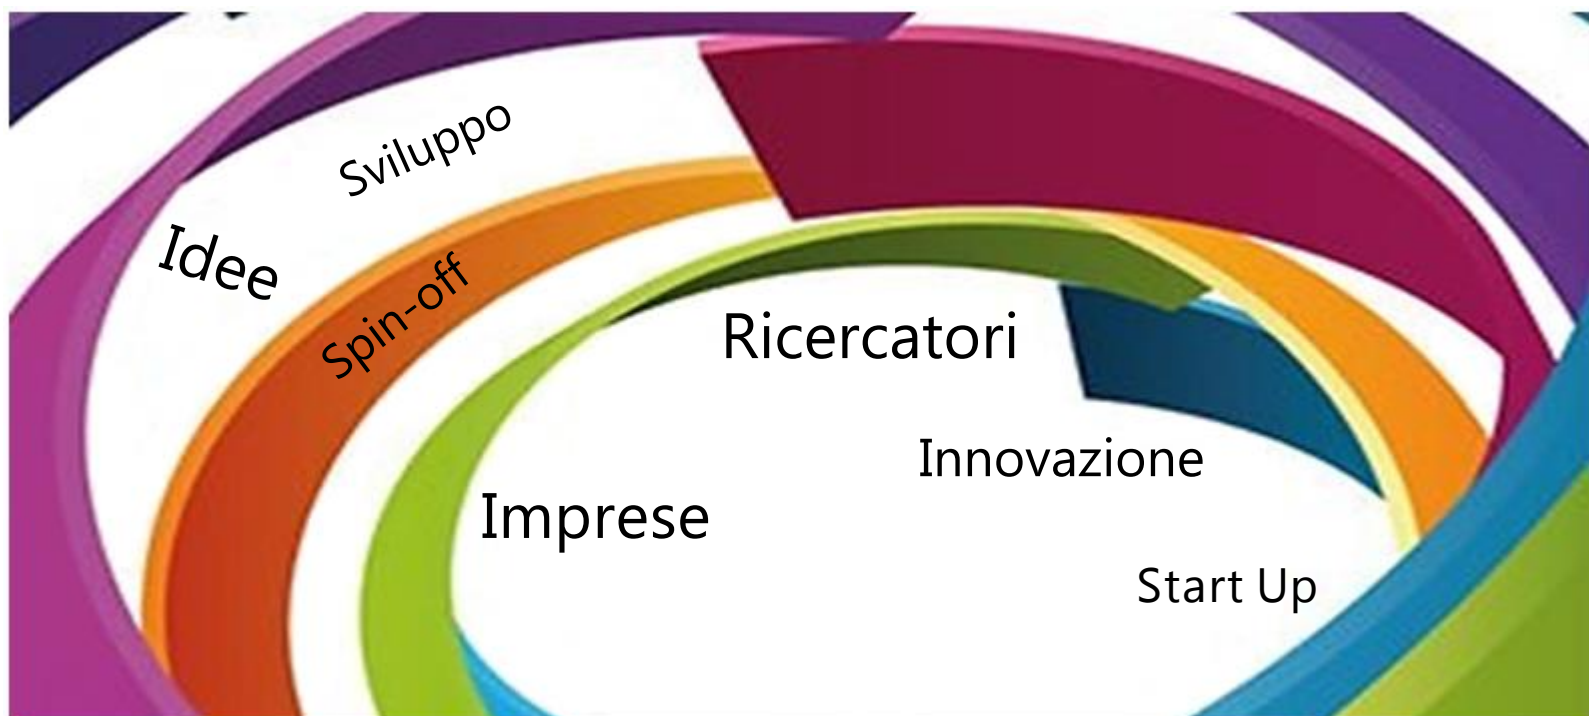 Sviluppo
Idee
Spin-off
Ricercatori
Innovazione
Imprese
Start Up